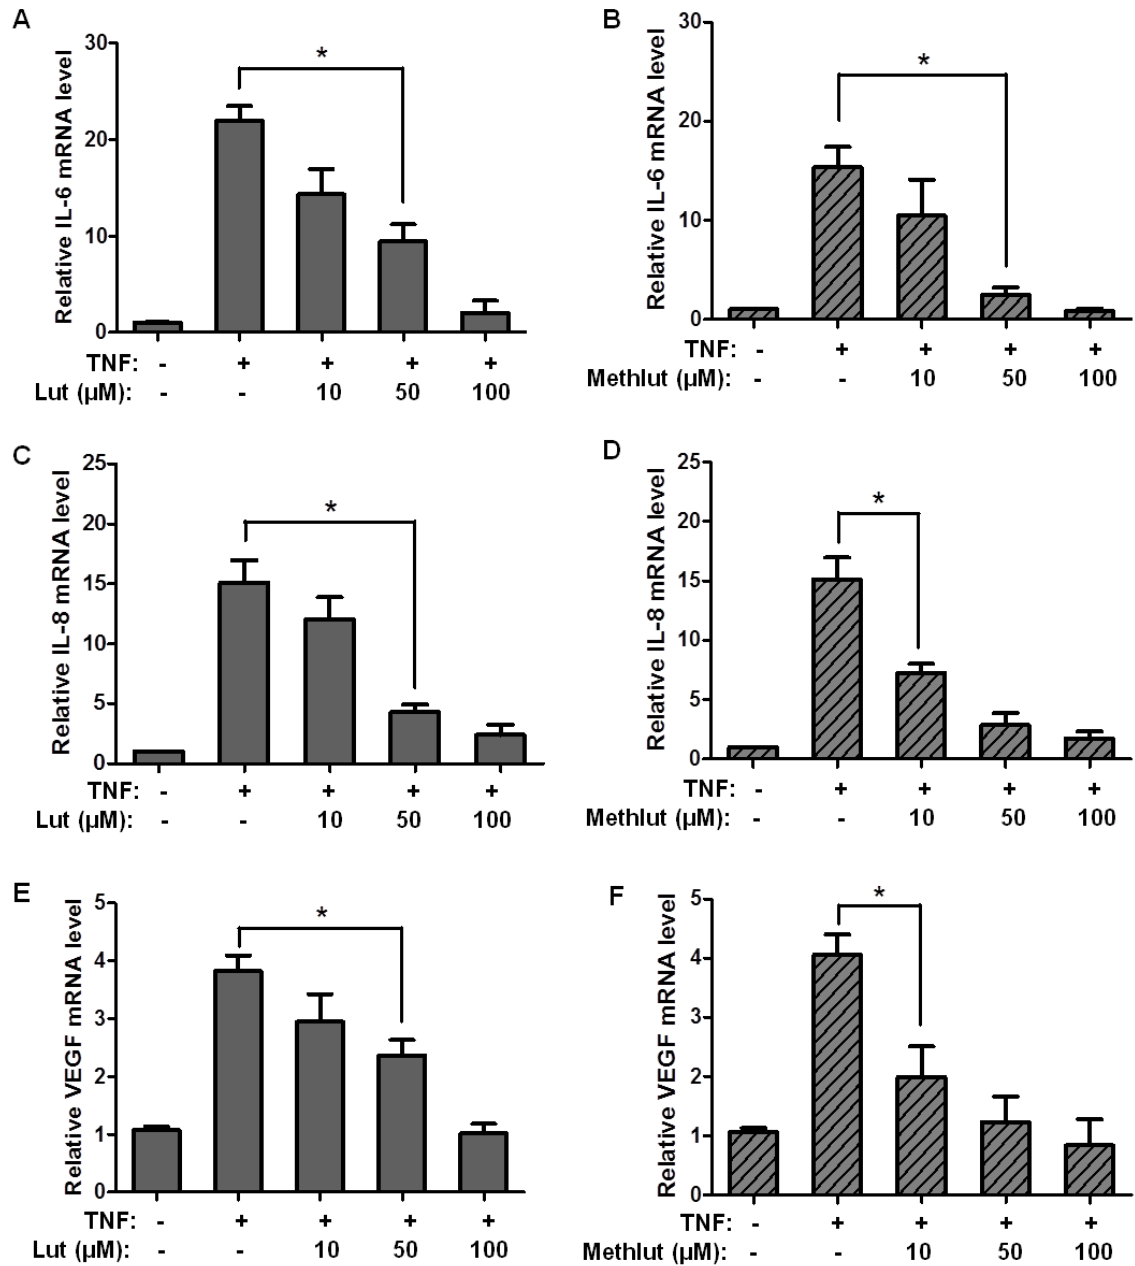 A
Relative IL-6 mRNA level
30
20
10
0
*
TNF: - + + + +
Lut (µM): - - 10 50 100
B
Relative IL-6 mRNA level
30
20
10
0
*
TNF: - + + + +
Methlut (µM): - - 10 50 100
C
Relative IL-8 mRNA level
25
20
15
10
5
0
*
TNF: - + + + +
Lut (µM): - - 10 50 100
D
Relative IL-8 mRNA level
25
20
15
10
5
0
*
TNF: - + + + +
Methlut (µM): - - 10 50 100
E
Relative VEGF mRNA level
5
4
3
2
1
0
*
TNF: - + + + +
Lut (µM): - - 10 50 100
F
Relative VEGF mRNA level
5
4
3
2
1
0
*
TNF: - + + + +
Methlut (µM): - - 10 50 100